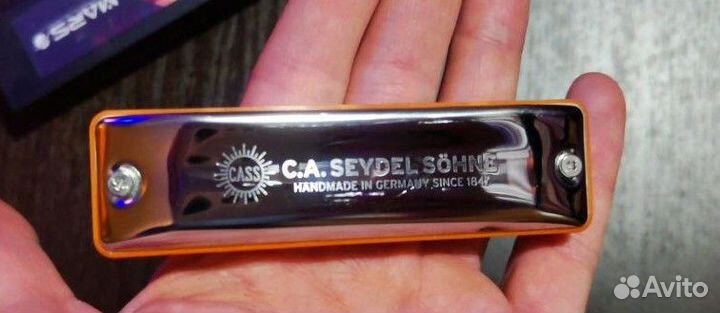 MARS
CASS
C.A. SEYDEL SÖHNE
HANDMADE IN GERMANY SINCE 1847
Avito